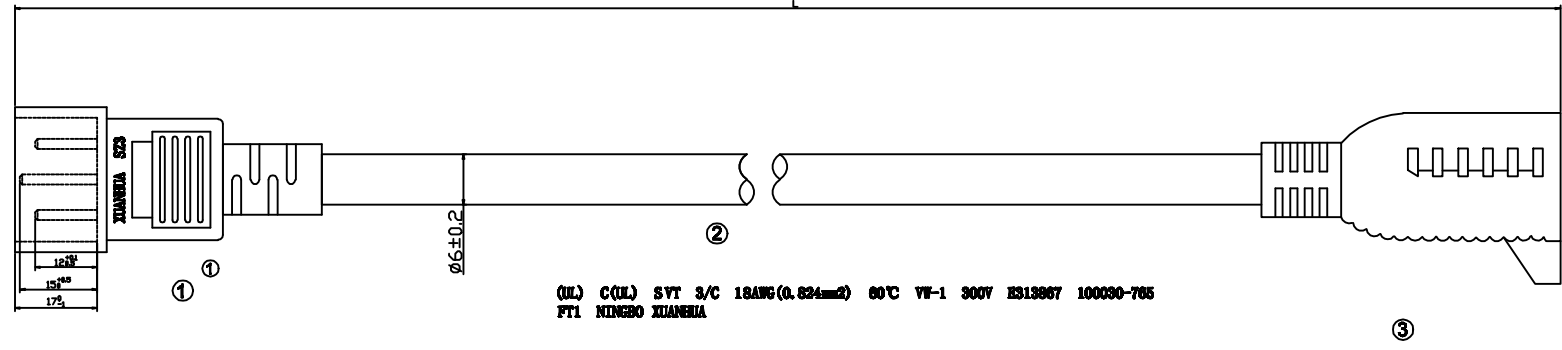 L
XUANHUA SZ3
Ø6±0.2
12
15
17
①
①
②
③
(UL) C(UL) SVT 3/C 18AWG(0.824mm2) 60℃ VW-1 300V E313867 100030-765
FT1 NINGBO XUANHUA